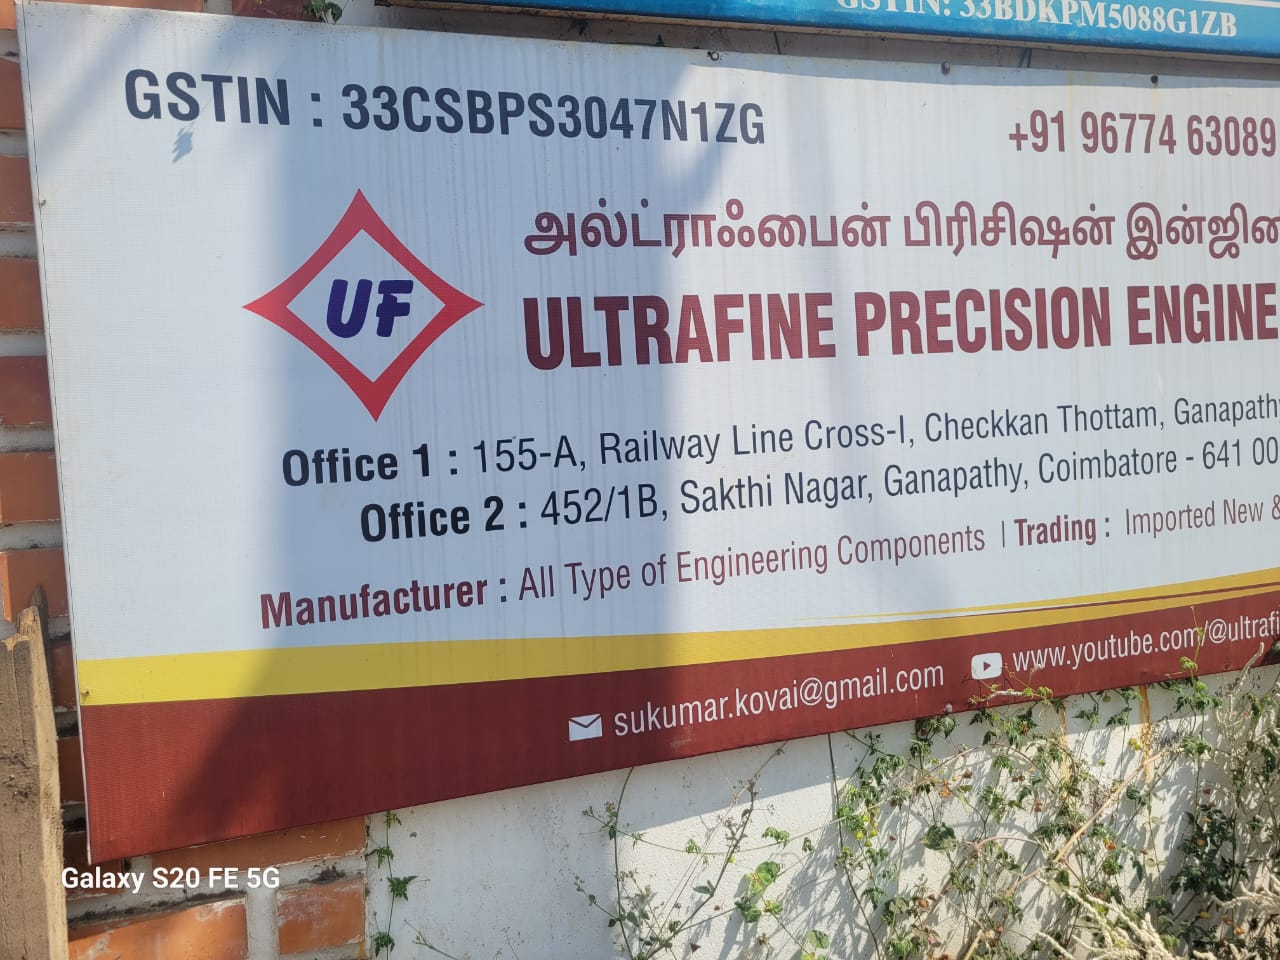 GSTIN: 33BDKPM5088G1ZB
GSTIN : 33CSBPS3047N1ZG
+91 96774 63089
அல்ட்ராஃபைன் பிரிசிஷன்
UF
ULTRAFINE PRECISION ENGINE
Office 1 : 155-A, Railway Line Cross-I, Checkkan Thottam, Ganapathy
Office 2 : 452/1B, Sakthi Nagar, Ganapathy, Coimbatore - 641 00
Manufacturer : All Type of Engineering Components | Trading : Imported New &
sukumar.kovai@gmail.com www.youtube.com/@ultrafi
Galaxy S20 FE 5G